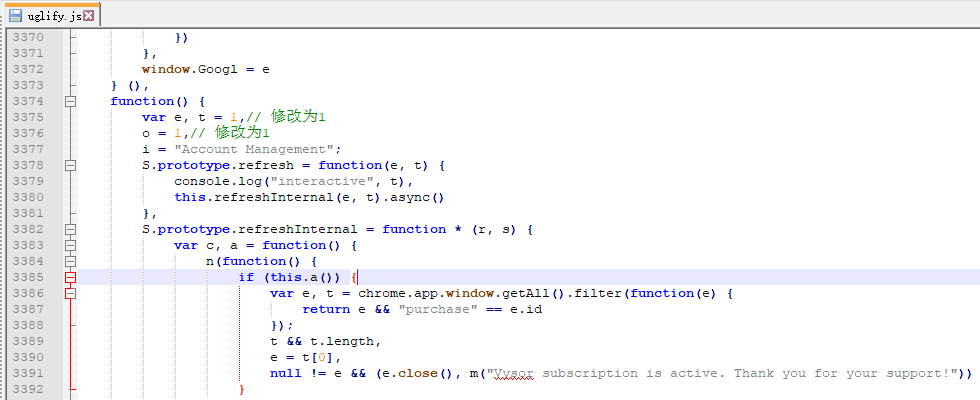 uglify.js
3370 })
3371 },
3372 window.Googl = e
3373 } (),
3374 function() {
3375 var e, t = 1,// 修改为1
3376 o = 1,// 修改为1
3377 i = "Account Management";
3378 S.prototype.refresh = function(e, t) {
3379 console.log("interactive", t),
3380 this.refreshInternal(e, t).async()
3381 },
3382 S.prototype.refreshInternal = function * (r, s) {
3383 var c, a = function() {
3384 n(function() {
3385 if (this.a()) {
3386 var e, t = chrome.app.window.getAll().filter(function(e) {
3387 return e && "purchase" == e.id
3388 });
3389 t && t.length,
3390 e = t[0],
3391 null != e && (e.close(), m("Vysor subscription is active. Thank you for your support!"))
3392 }